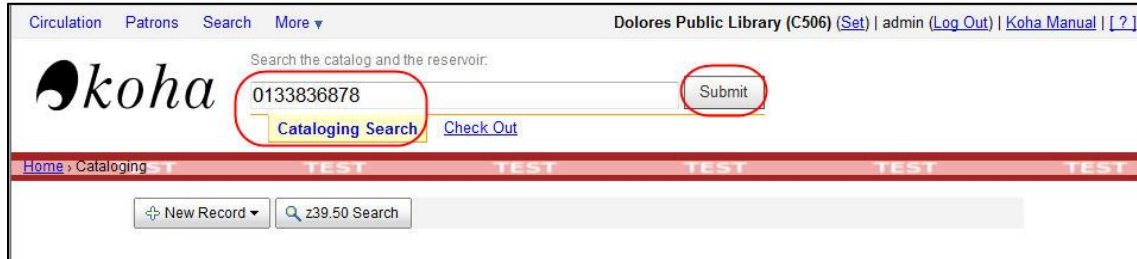 Circulation Patrons Search More ▾ Dolores Public Library (C506) (Set) | admin (Log Out) | Koha Manual | [ ? ]
Search the catalog and the reservoir:
koha
0133836878 Submit
Cataloging Search Check Out
Home › Cataloging TEST TEST TEST TEST TEST TEST
New Record ▾ z39.50 Search